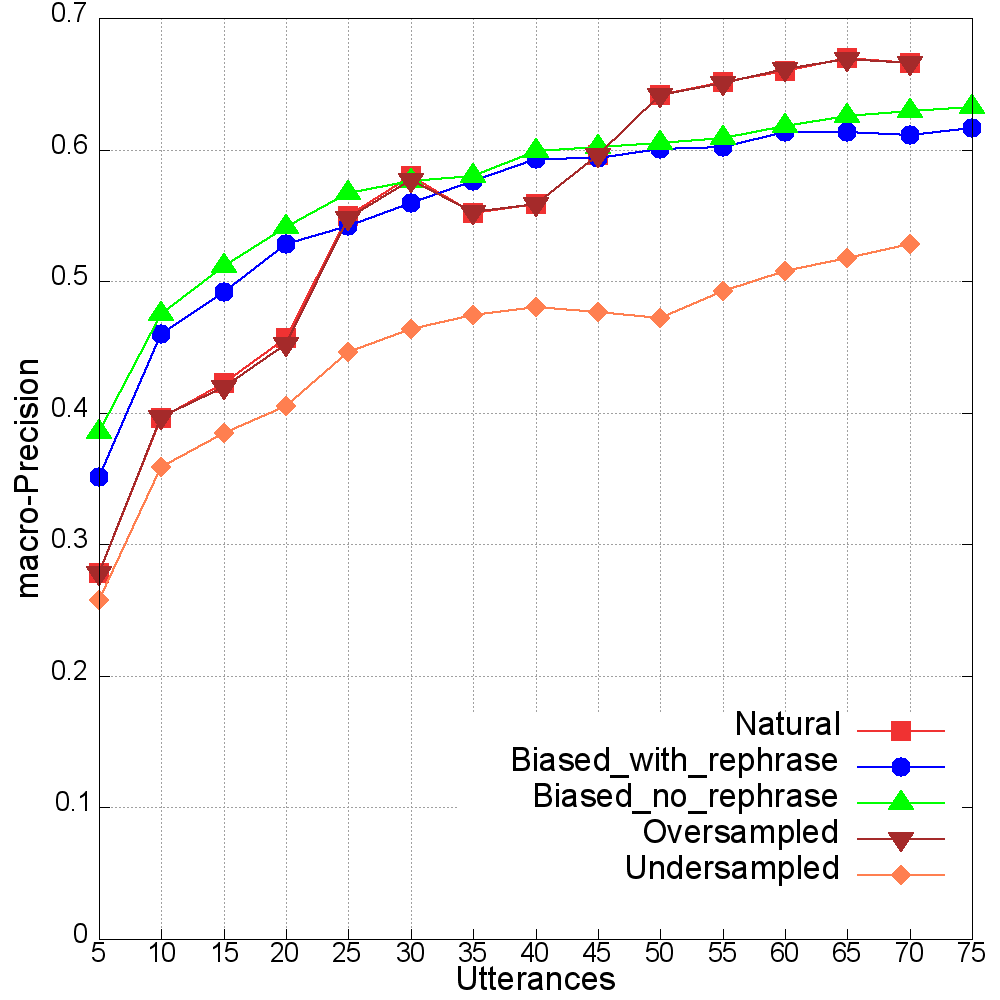 0.7
0.6
0.5
0.4
0.3
0.2
0.1
0
macro-Precision
Natural
Biased_with_rephrase
Biased_no_rephrase
Oversampled
Undersampled
5 10 15 20 25 30 35 40 45 50 55 60 65 70 75
Utterances